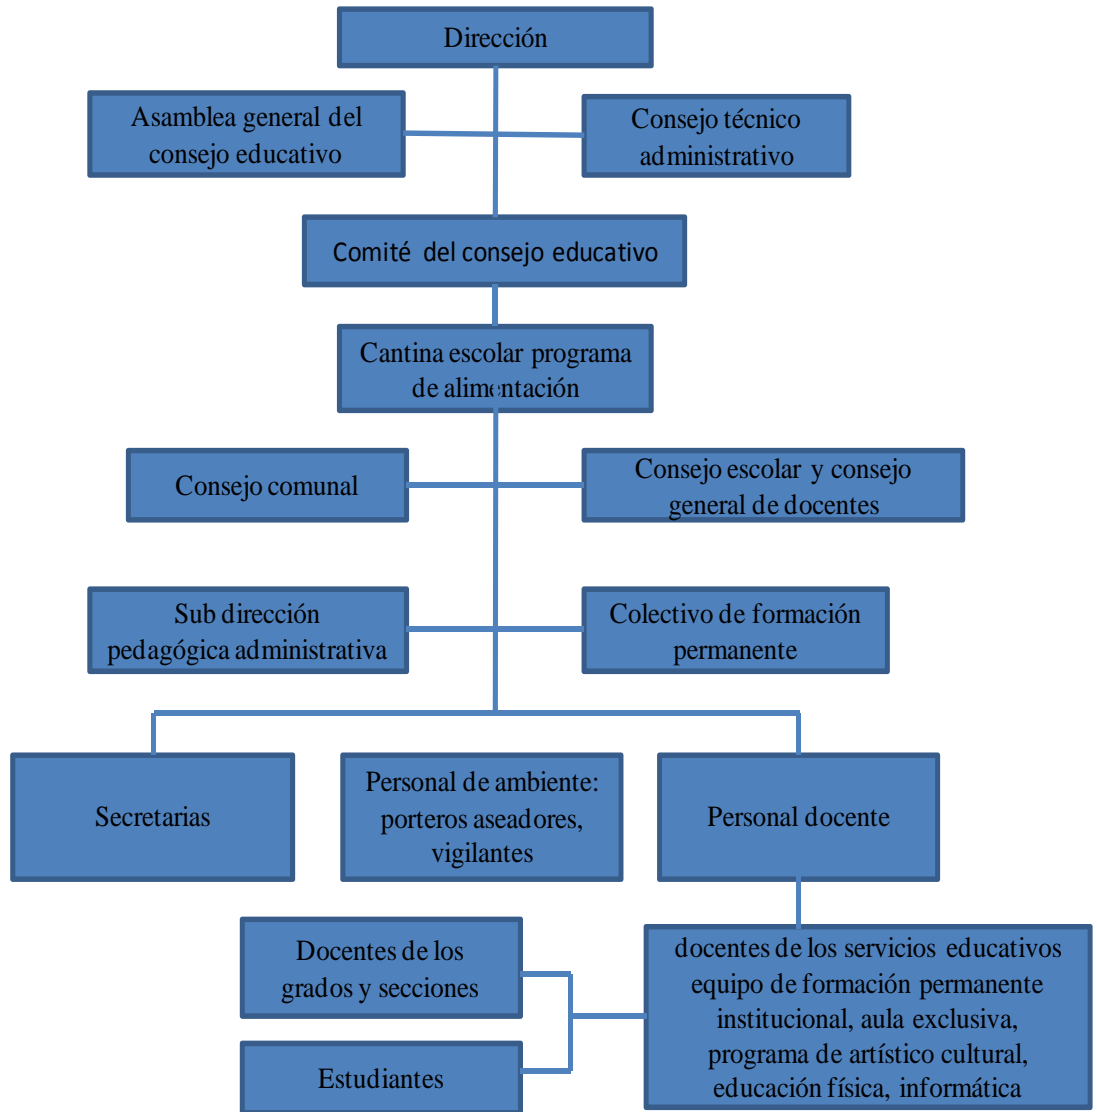 Dirección
Asamblea general del
consejo educativo
Consejo técnico
administrativo
Comité del consejo educativo
Cantina escolar programa
de alimentación
Consejo comunal
Consejo escolar y consejo
general de docentes
Sub dirección
pedagógica administrativa
Colectivo de formación
permanente
Secretarias
Personal de ambiente:
porteros aseadores,
vigilantes
Personal docente
Docentes de los
grados y secciones
docentes de los servicios educativos
equipo de formación permanente
institucional, aula exclusiva,
programa de artístico cultural,
educación física, informática
Estudiantes